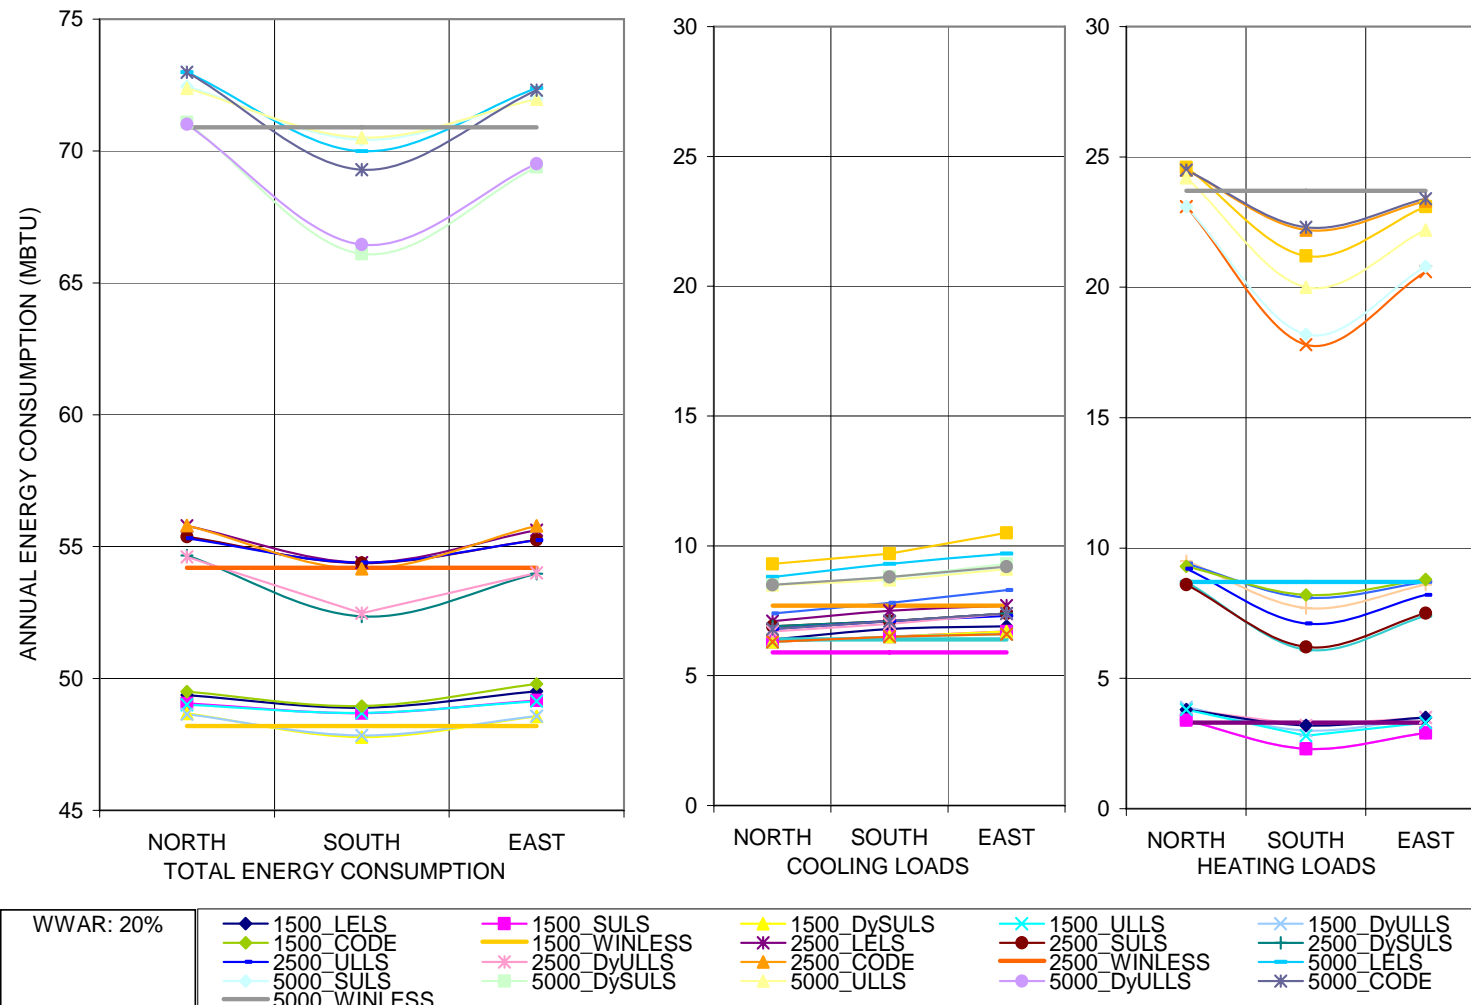 ANNUAL ENERGY CONSUMPTION (MBTU)
75
70
65
60
55
50
45
NORTH SOUTH EAST
TOTAL ENERGY CONSUMPTION
30
25
20
15
10
5
0
NORTH SOUTH EAST
COOLING LOADS
30
25
20
15
10
5
0
NORTH SOUTH EAST
HEATING LOADS
WWAR: 20%
1500_LELS 1500_SULS 1500_DySULS 1500_ULLS 1500_DyULLS
1500_CODE 1500_WINLESS 2500_LELS 2500_SULS 2500_DySULS
2500_ULLS 2500_DyULLS 2500_CODE 2500_WINLESS 5000_LELS
5000_SULS 5000_DySULS 5000_ULLS 5000_DyULLS 5000_CODE
5000_WINLESS